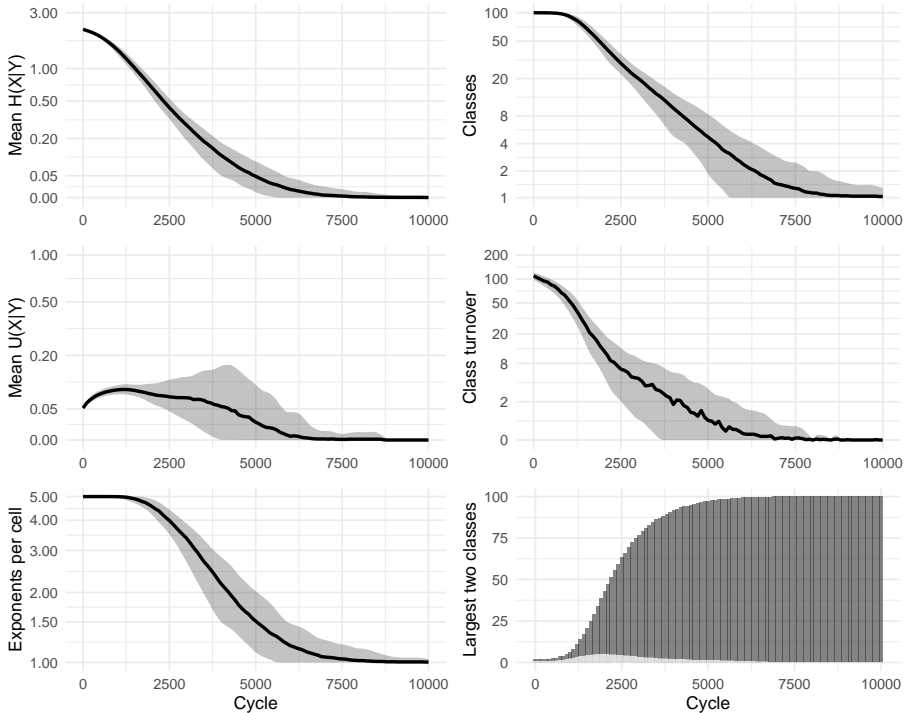 Mean H(X|Y)
3.00
1.00
0.50
0.20
0.05
0.00
0 2500 5000 7500 10000
Classes
100
50
20
8
4
2
1
0 2500 5000 7500 10000
Mean U(X|Y)
1.00
0.50
0.20
0.05
0.00
0 2500 5000 7500 10000
Class turnover
200
100
50
20
8
2
0
0 2500 5000 7500 10000
Exponents per cell
5.00
4.00
3.00
2.00
1.50
1.00
0 2500 5000 7500 10000
Cycle
Largest two classes
100
75
50
25
0
0 2500 5000 7500 10000
Cycle